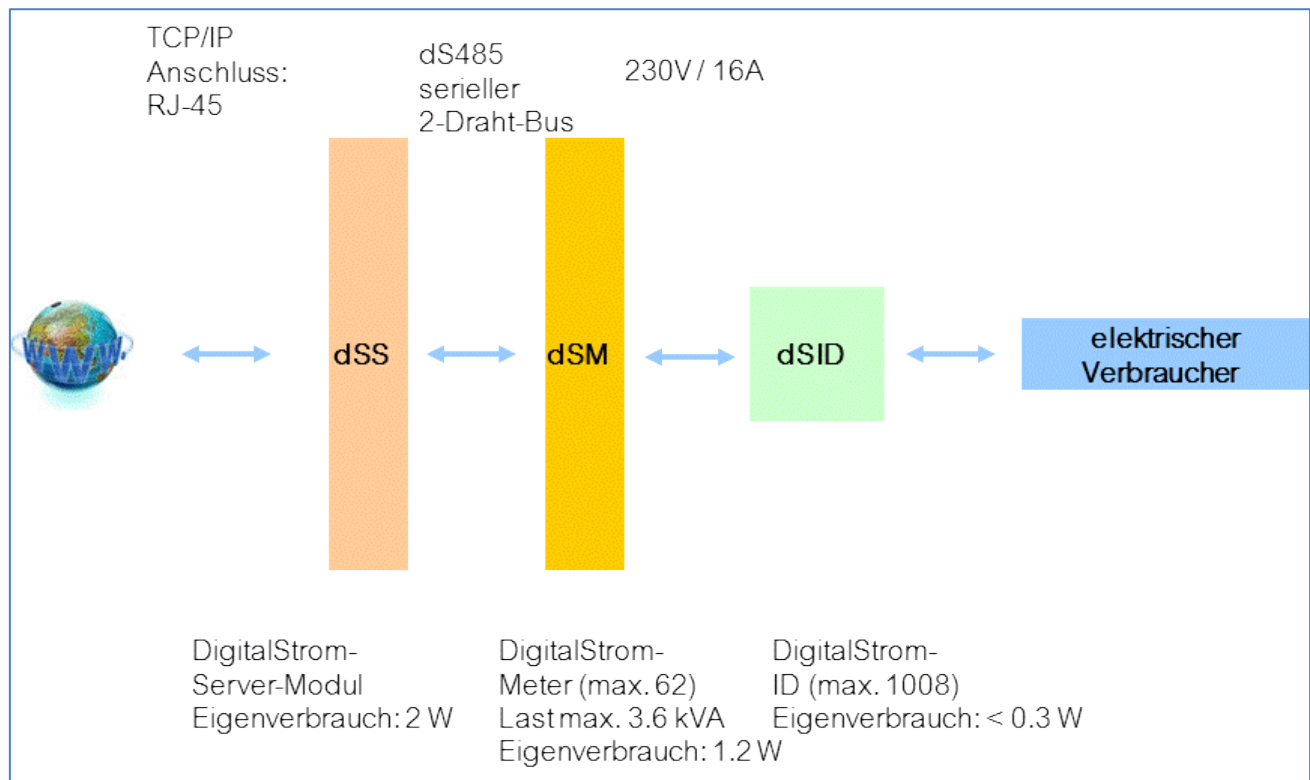 TCP/IP
Anschluss:
RJ-45
dS485
serieller
2-Draht-Bus
230V / 16A
WWW.
dSS
dSM
dSID
elektrischer
Verbraucher
DigitalStrom-
Server-Modul
Eigenverbrauch: 2 W
DigitalStrom-
Meter (max. 62)
Last max. 3.6 kVA
Eigenverbrauch: 1.2 W
DigitalStrom-
ID (max. 1008)
Eigenverbrauch: < 0.3 W